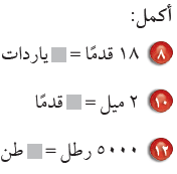 أكمل:
٨ ١٨ قدمًا = ■ ياردات
١٠ ٢ ميل = ■ قدمًا
١٢ ٥٠٠٠ رطل = ■ طن